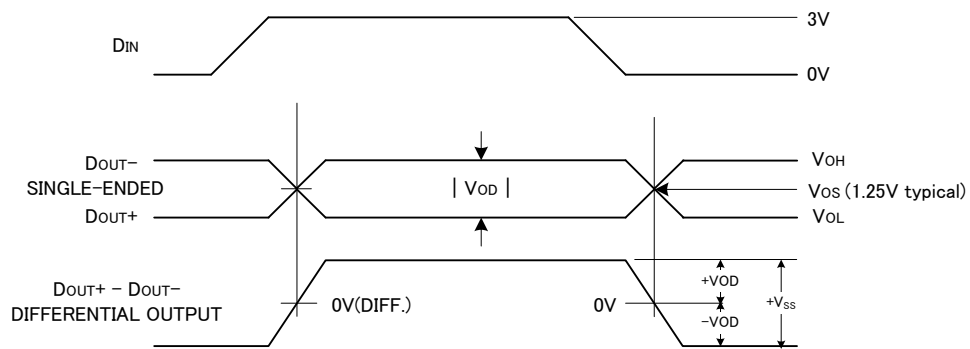 DIN
3V
0V
DOUT-
SINGLE-ENDED
DOUT+
| VOD |
VOH
VOS (1.25V typical)
VOL
DOUT+ - DOUT-
DIFFERENTIAL OUTPUT
0V(DIFF.)
0V
+VOD
-VOD
+VSS